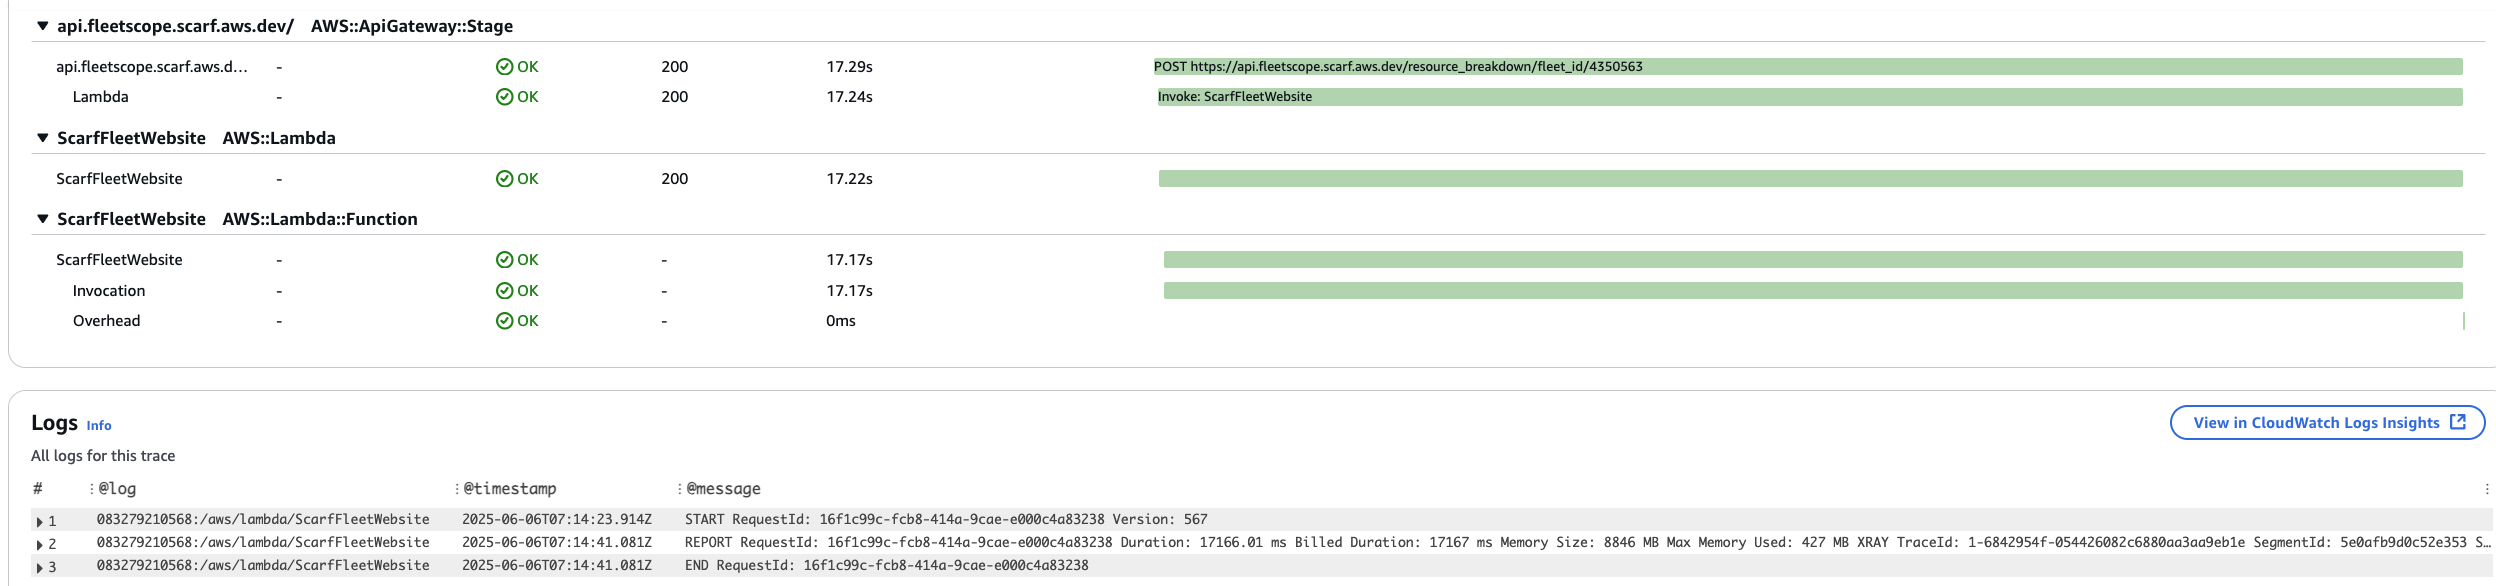 ▼ api.fleetscope.scarf.aws.dev/ AWS::ApiGateway::Stage
api.fleetscope.scarf.aws.d... - OK 200 17.29s POST https://api.fleetscope.scarf.aws.dev/resource_breakdown/fleet_id/4350563
Lambda - OK 200 17.24s Invoke: ScarfFleetWebsite
▼ ScarfFleetWebsite AWS::Lambda
ScarfFleetWebsite - OK 200 17.22s
▼ ScarfFleetWebsite AWS::Lambda::Function
ScarfFleetWebsite - OK - 17.17s
Invocation - OK - 17.17s
Overhead - OK - 0ms
Logs Info View in CloudWatch Logs Insights
All logs for this trace
# @log @timestamp @message
1 083279210568:/aws/lambda/ScarfFleetWebsite 2025-06-06T07:14:23.914Z START RequestId: 16f1c99c-fcb8-414a-9cae-e000c4a83238 Version: 567
2 083279210568:/aws/lambda/ScarfFleetWebsite 2025-06-06T07:14:41.081Z REPORT RequestId: 16f1c99c-fcb8-414a-9cae-e000c4a83238 Duration: 17166.01 ms Billed Duration: 17167 ms Memory Size: 8846 MB Max Memory Used: 427 MB XRAY TraceId: 1-6842954f-054426082c6880aa3aa9eb1e SegmentId: 5e0afb9d0c52e353 S...
3 083279210568:/aws/lambda/ScarfFleetWebsite 2025-06-06T07:14:41.081Z END RequestId: 16f1c99c-fcb8-414a-9cae-e000c4a83238